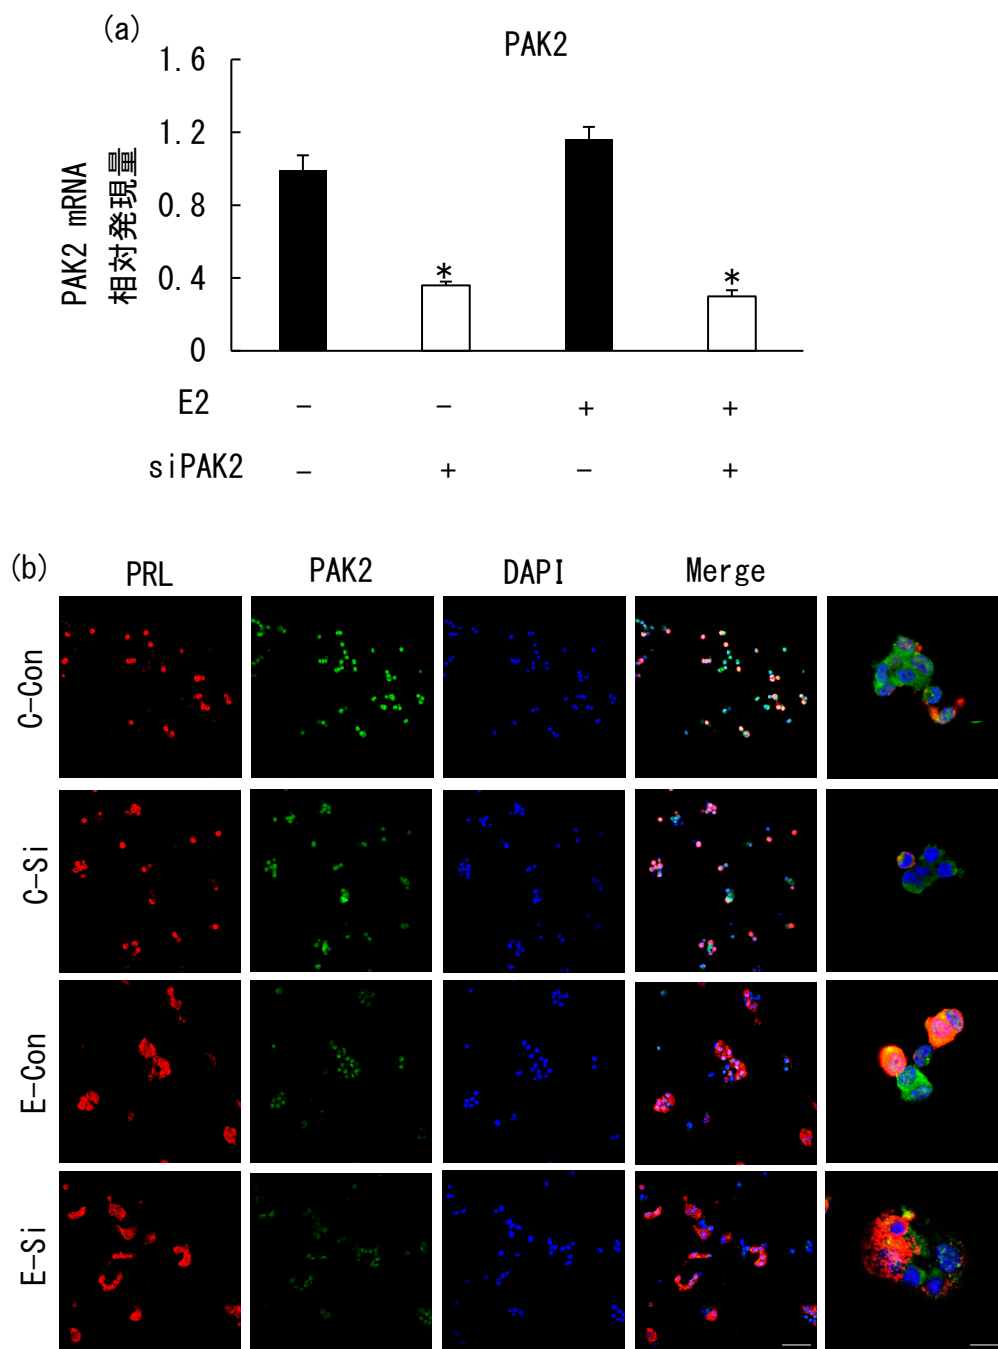 (a)
PAK2
1.6
1.2
0.8
0.4
0
PAK2 mRNA
相対発現量
*
*
E2 − − + +
siPAK2 − + − +
(b)
PRL PAK2 DAPI Merge
C−Con
C−Si
E−Con
E−Si